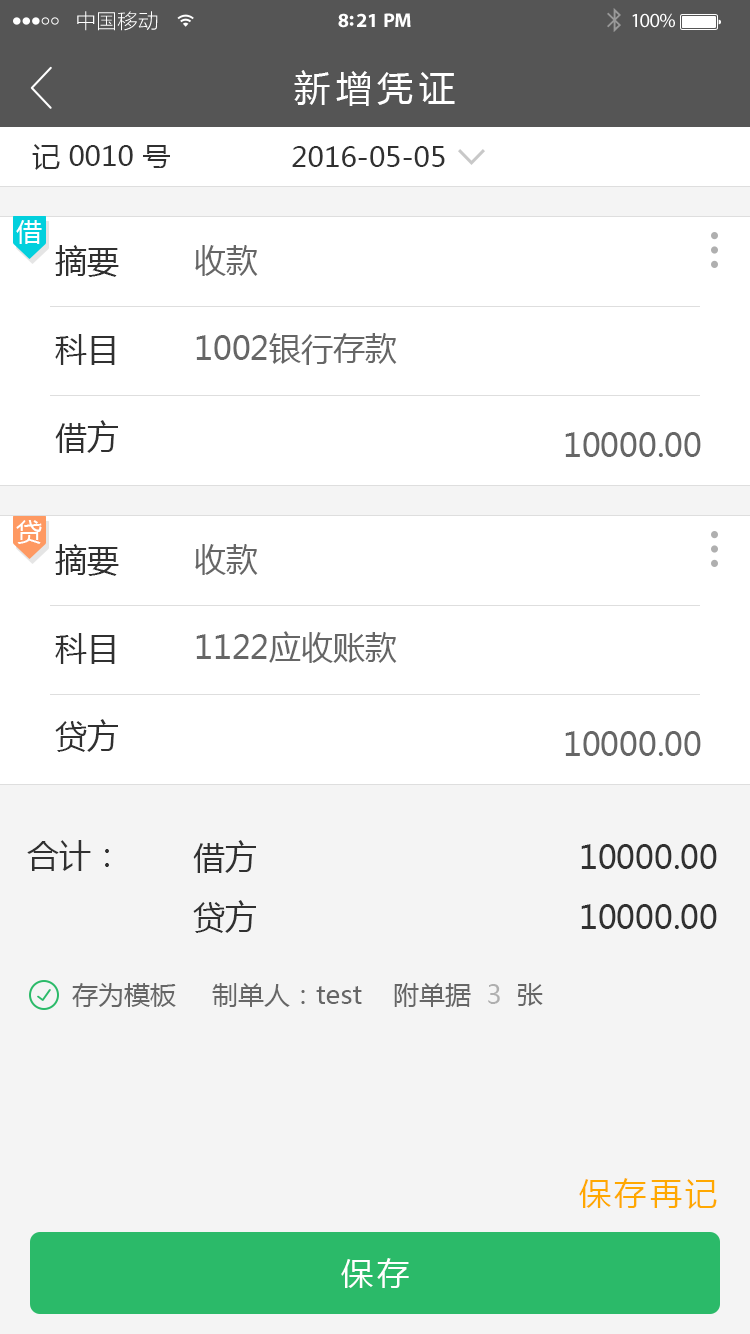 中国移动 8:21 PM 100%
新增凭证
记 0010 号 2016-05-05
借
摘要 收款
科目 1002银行存款
借方 10000.00
贷
摘要 收款
科目 1122应收账款
贷方 10000.00
合计： 借方 10000.00
贷方 10000.00
存为模板 制单人：test 附单据 3 张
保存再记
保存